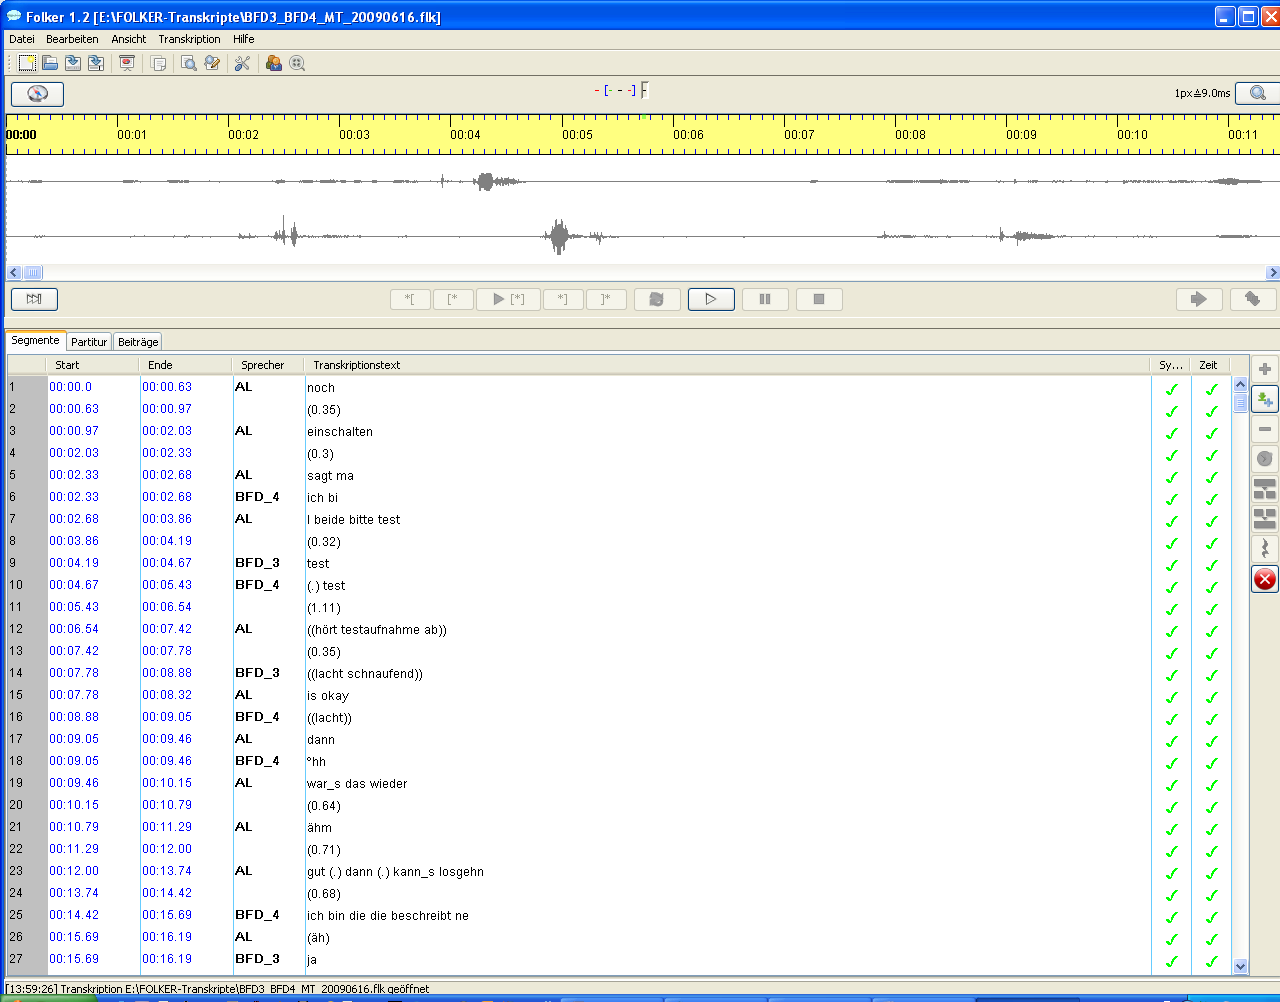 Folker 1.2 [E:\FOLKER-Transkripte\BFD3_BFD4_MT_20090616.flk]
Datei Bearbeiten Ansicht Transkription Hilfe
- [- - -] -
1px≙9.0ms
00:00 00:01 00:02 00:03 00:04 00:05 00:06 00:07 00:08 00:09 00:10 00:11
*[ [* [*] *] ]*
Segmente Partitur Beiträge
Start Ende Sprecher Transkriptionstext Sy... Zeit
1 00:00.0 00:00.63 AL noch
2 00:00.63 00:00.97 (0.35)
3 00:00.97 00:02.03 AL einschalten
4 00:02.03 00:02.33 (0.3)
5 00:02.33 00:02.68 AL sagt ma
6 00:02.33 00:02.68 BFD_4 ich bi
7 00:02.68 00:03.86 AL l beide bitte test
8 00:03.86 00:04.19 (0.32)
9 00:04.19 00:04.67 BFD_3 test
10 00:04.67 00:05.43 BFD_4 (.) test
11 00:05.43 00:06.54 (1.11)
12 00:06.54 00:07.42 AL ((hört testaufnahme ab))
13 00:07.42 00:07.78 (0.35)
14 00:07.78 00:08.88 BFD_3 ((lacht schnaufend))
15 00:07.78 00:08.32 AL is okay
16 00:08.88 00:09.05 BFD_4 ((lacht))
17 00:09.05 00:09.46 AL dann
18 00:09.05 00:09.46 BFD_4 °hh
19 00:09.46 00:10.15 AL war_s das wieder
20 00:10.15 00:10.79 (0.64)
21 00:10.79 00:11.29 AL ähm
22 00:11.29 00:12.00 (0.71)
23 00:12.00 00:13.74 AL gut (.) dann (.) kann_s losgehn
24 00:13.74 00:14.42 (0.68)
25 00:14.42 00:15.69 BFD_4 ich bin die die beschreibt ne
26 00:15.69 00:16.19 AL (äh)
27 00:15.69 00:16.19 BFD_3 ja
[13:59:26] Transkription E:\FOLKER-Transkripte\BFD3_BFD4_MT_20090616.flk geöffnet